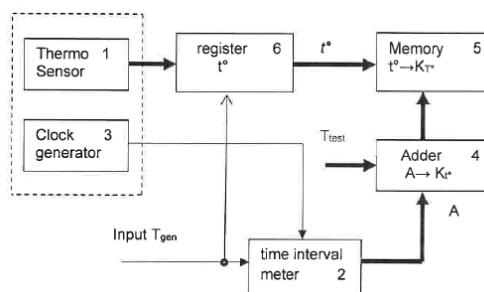 Thermo 1
Sensor
register 6
t°
t°
Memory 5
t°→K_T°
Clock 3
generator
T_test
Adder 4
A→ K_t°
A
Input T_gen
time interval
meter 2